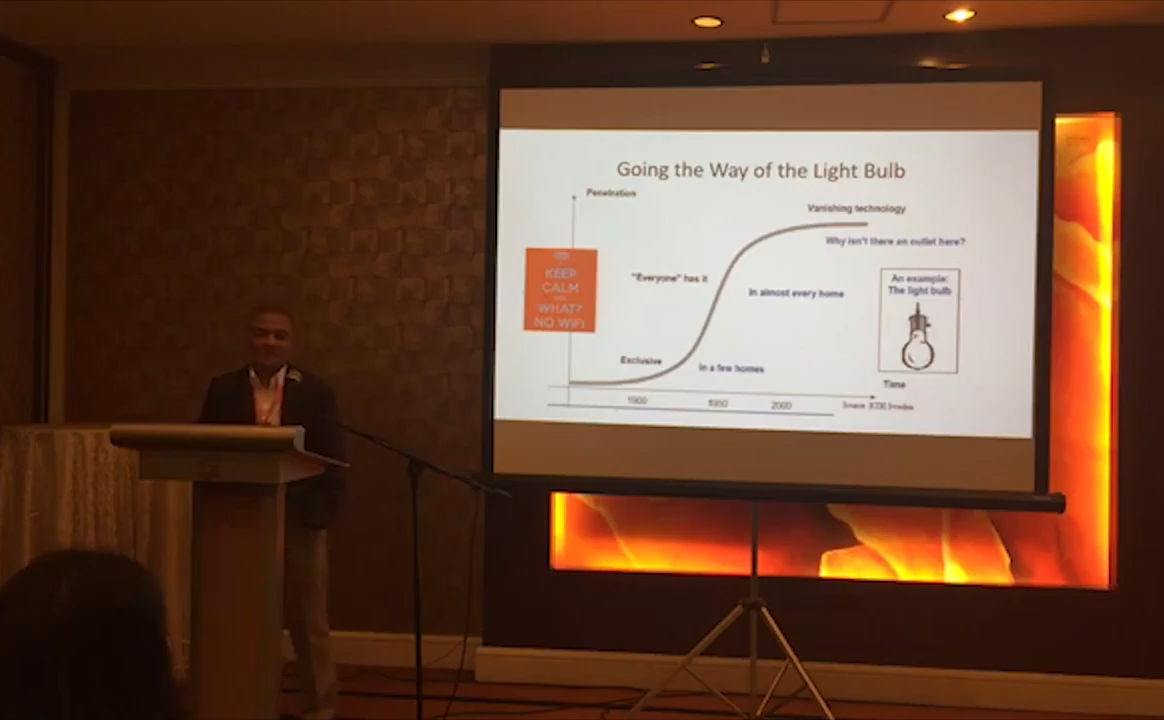 Going the Way of the Light Bulb
Penetration
Vanishing technology
Why isn't there an outlet here?
"Everyone" has it
In almost every home
An example:
The light bulb
KEEP
CALM
WHAT?
NO WIFI
Exclusive
In a few homes
Time
1900
1950
2000
Source: Sweden